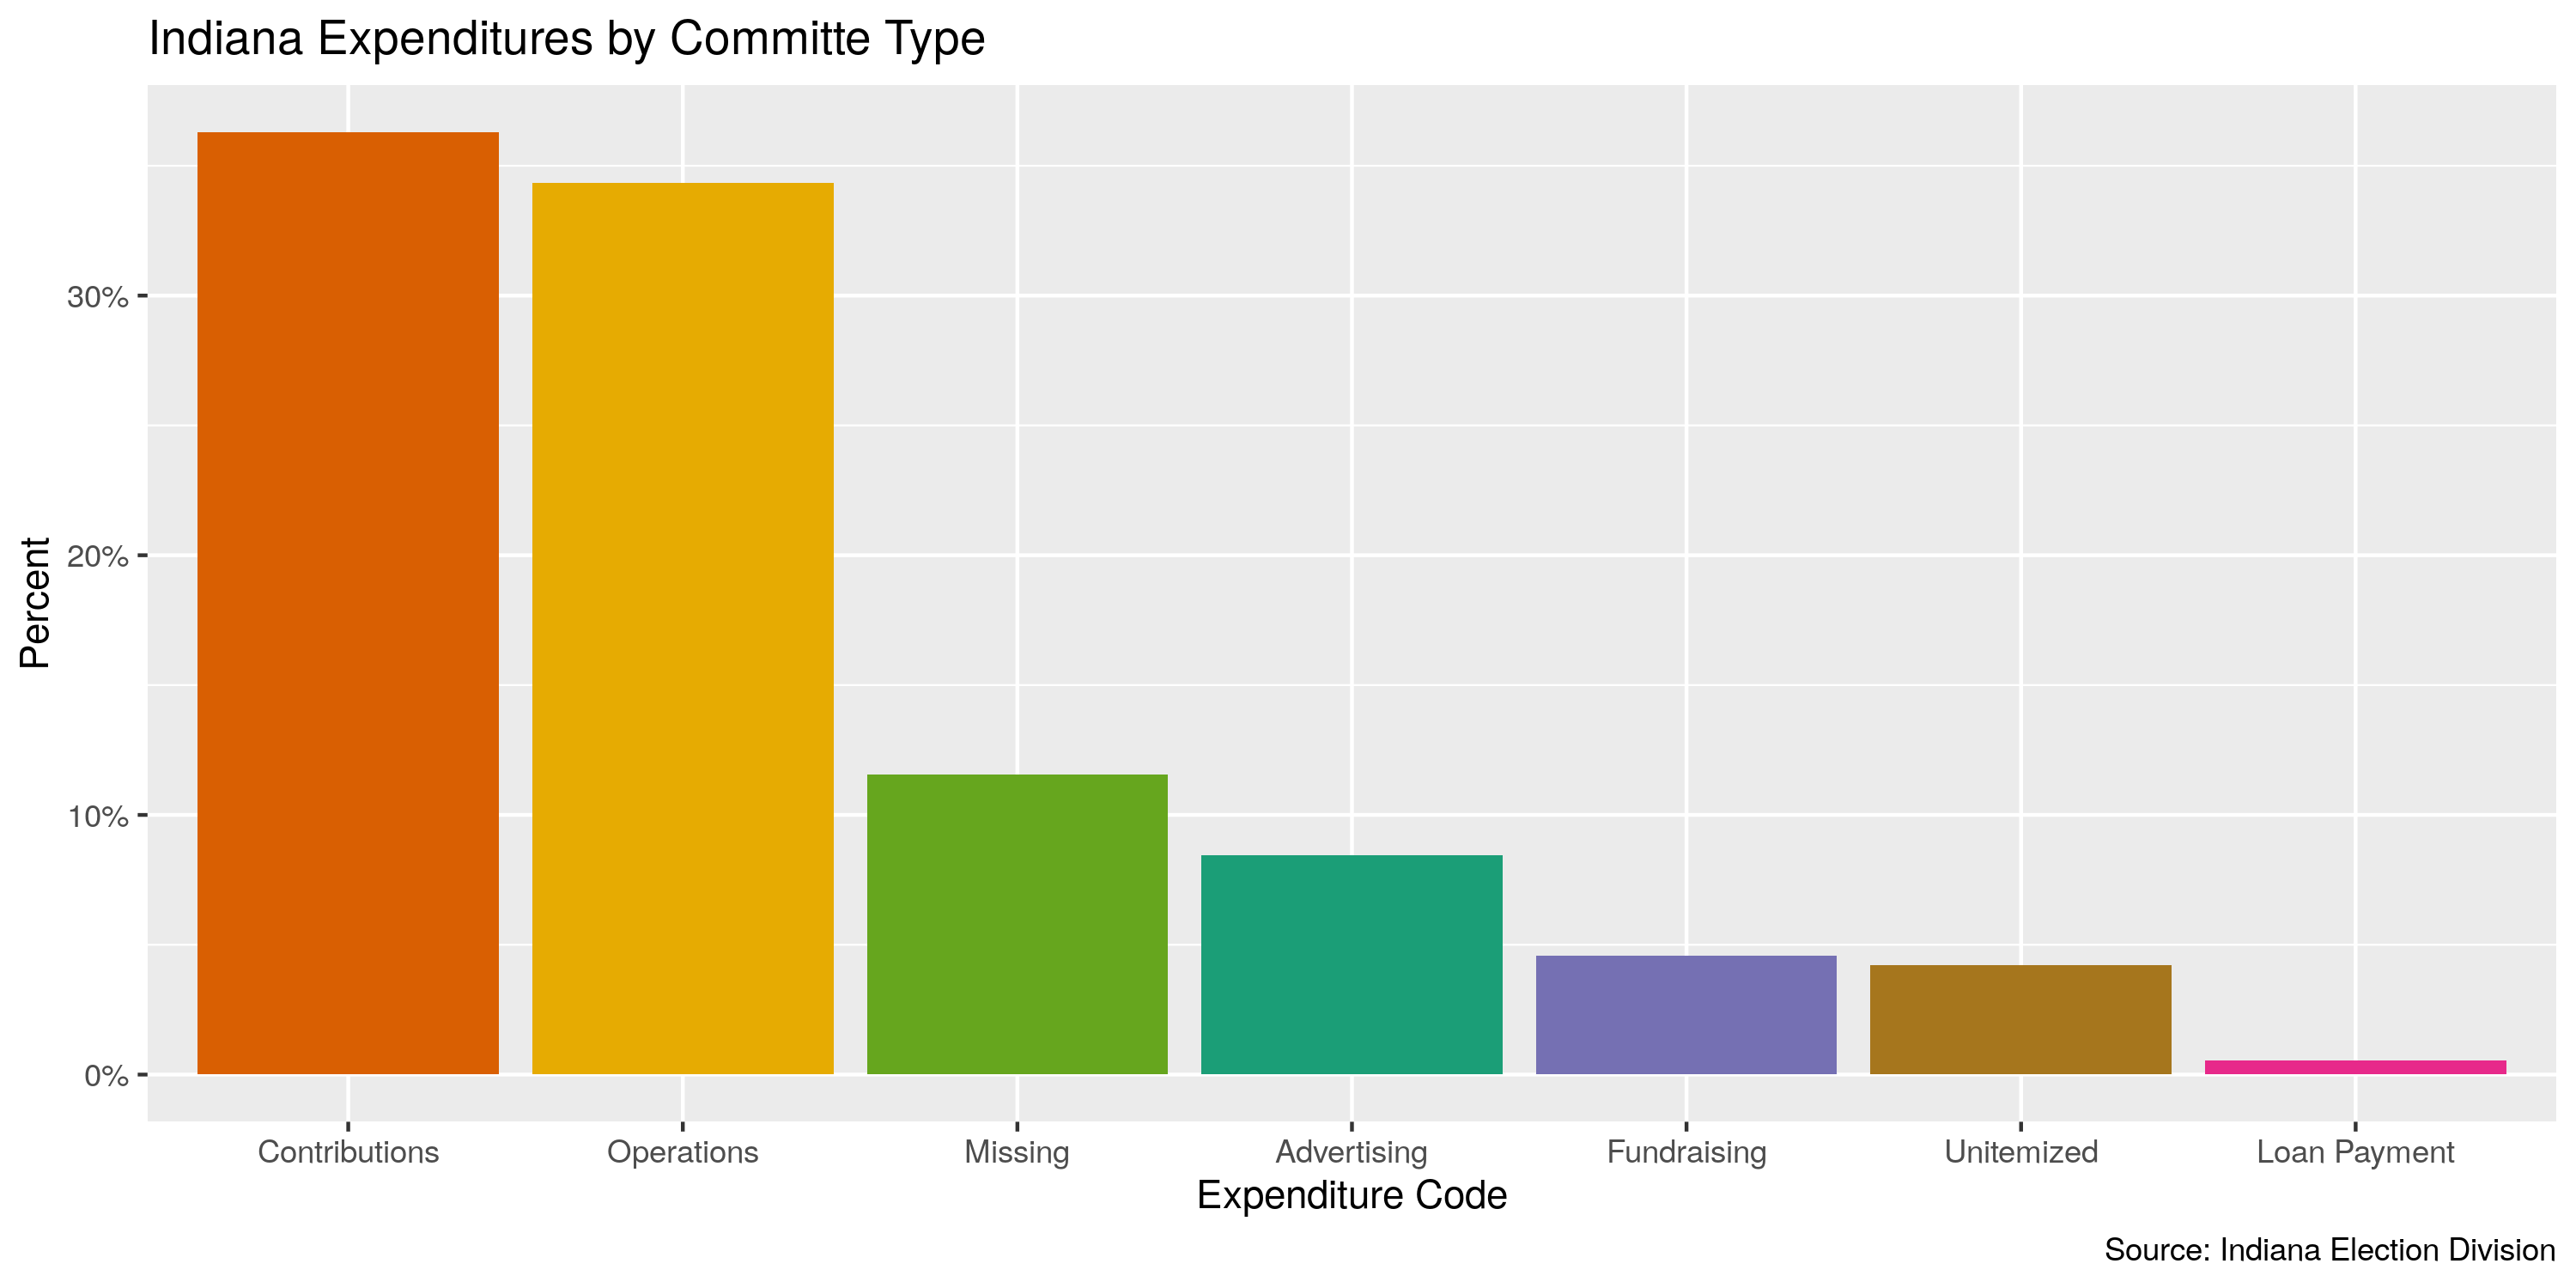 Indiana Expenditures by Committe Type
Percent
30%
20%
10%
0%
Contributions
Operations
Missing
Advertising
Fundraising
Unitemized
Loan Payment
Expenditure Code
Source: Indiana Election Division